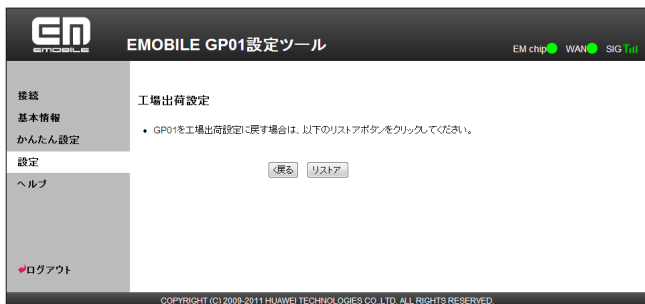 EM
EMOBILE
EMOBILE GP01設定ツール
EM chip WAN SIG
接続
基本情報
かんたん設定
設定
ヘルプ
ログアウト
工場出荷設定
• GP01を工場出荷設定に戻す場合は、以下のリストアボタンをクリックしてください。
<戻る リストア
COPYRIGHT (C) 2009-2011 HUAWEI TECHNOLOGIES CO.,LTD. ALL RIGHTS RESERVED.